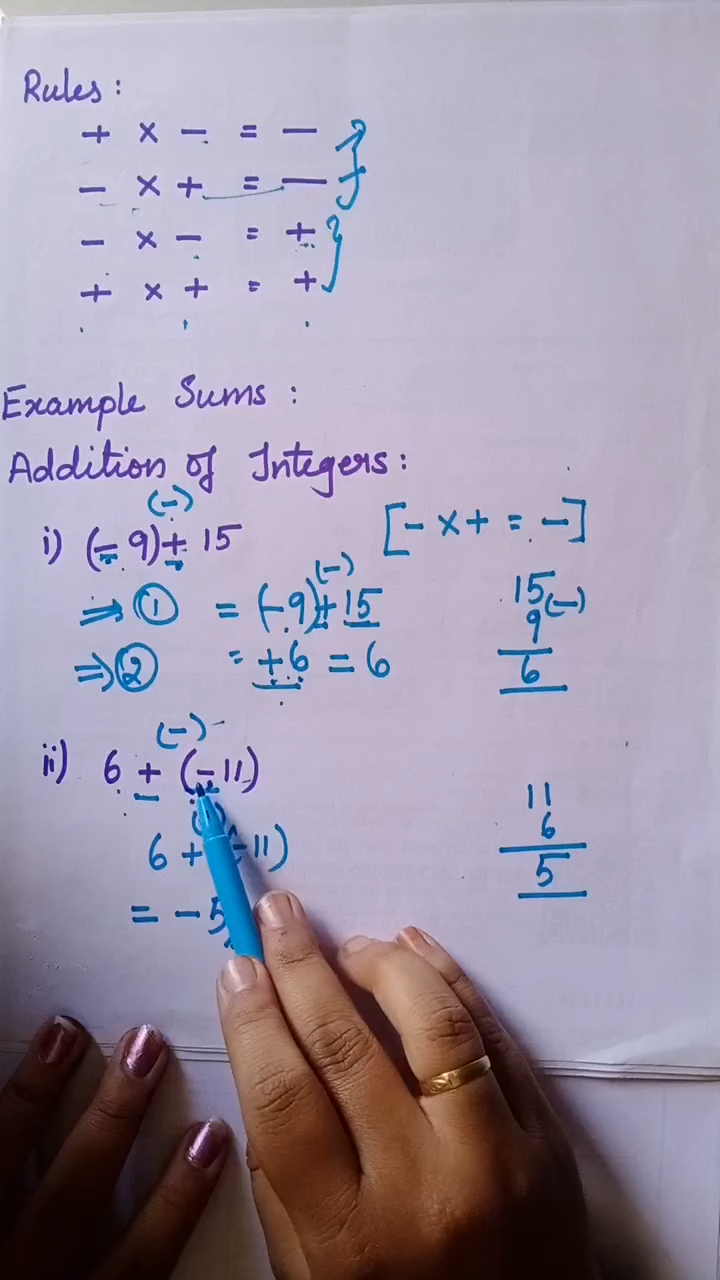 Rules :
+ × - = -
- × + = -
- × - = +
+ × + = +
Example Sums :
Addition of Integers :
(-)
i) (-9) + 15
[- × + = -]
(-)
⇒ ① = (-9) + 15
⇒ ② = +6 = 6
15
9 (-)
6
(-)
ii) 6 + (-11)
6 + (-11)
= -5
11
6
5